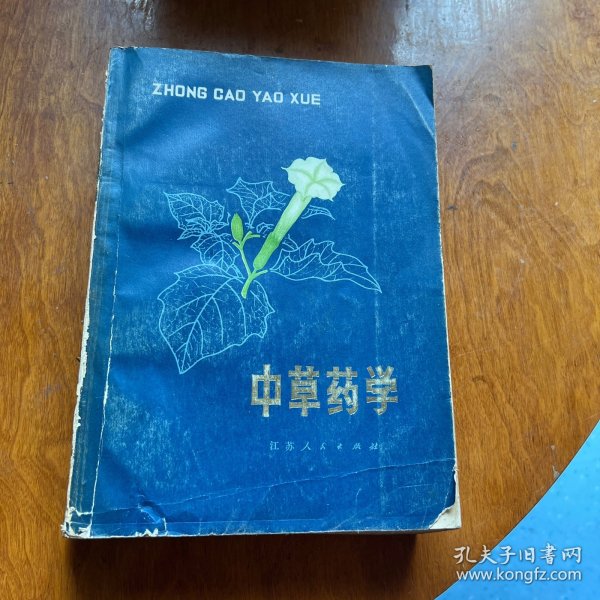 ZHONG CAO YAO XUE
中草药学
江苏人民出版社
孔夫子旧书网
www.kongfz.com